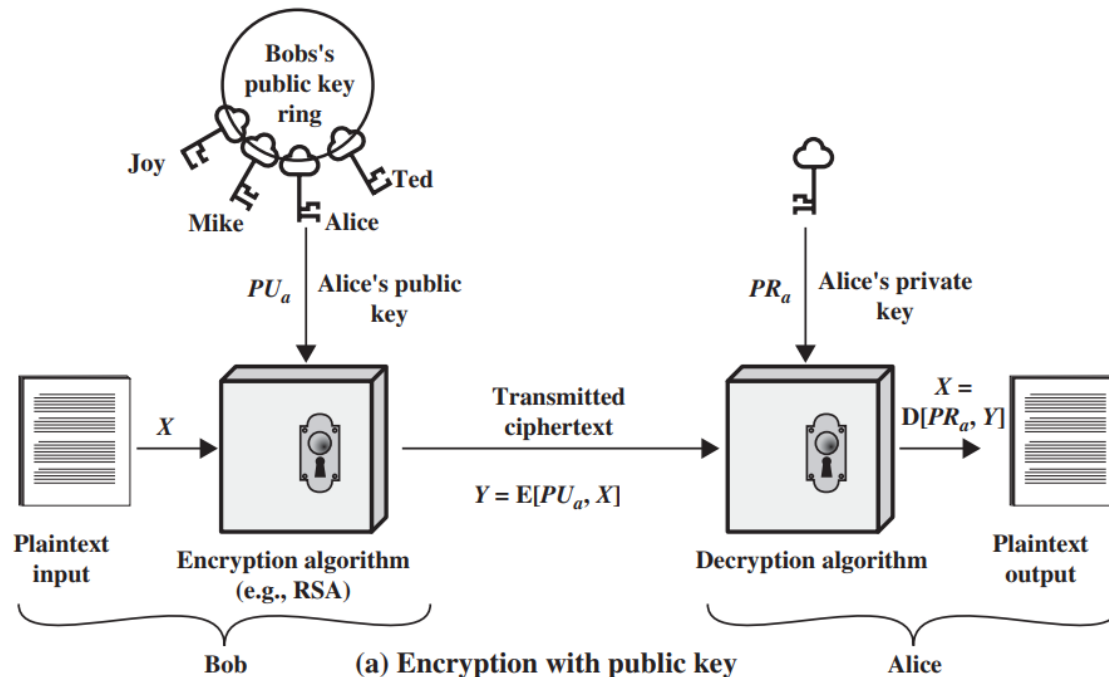 Bobs's
public key
ring
Joy
Ted
Mike
Alice
PUₐ
Alice's public
key
PRₐ
Alice's private
key
X
Transmitted
ciphertext
X =
D[PRₐ, Y]
Y = E[PUₐ, X]
Plaintext
input
Encryption algorithm
(e.g., RSA)
Decryption algorithm
Plaintext
output
Bob
(a) Encryption with public key
Alice